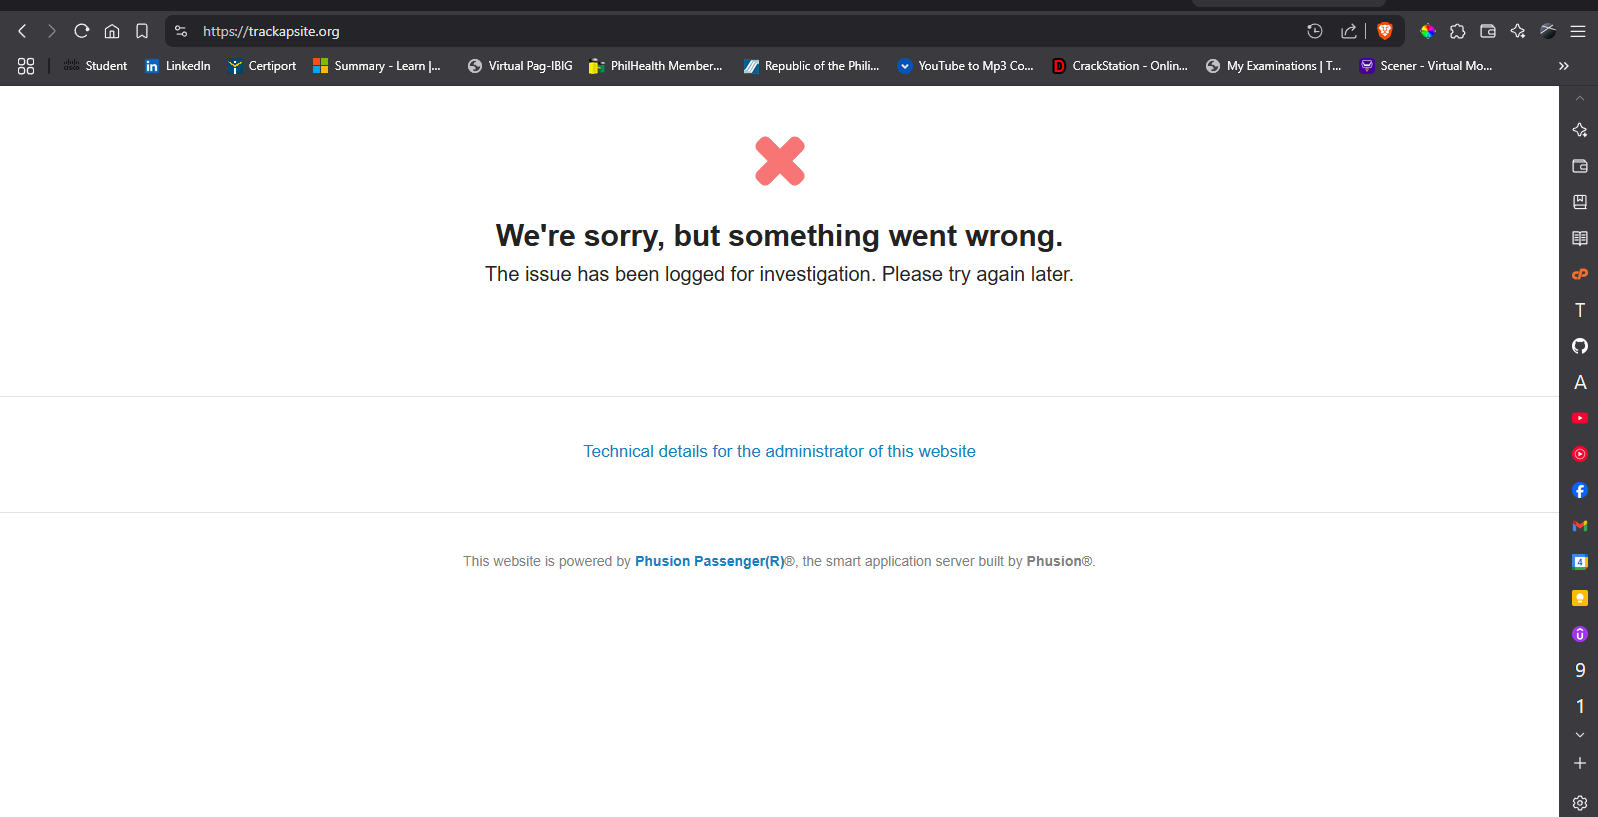 https://trackapsite.org
Student
LinkedIn
Certiport
Summary - Learn |...
Virtual Pag-IBIG
PhilHealth Member...
Republic of the Phili...
YouTube to Mp3 Co...
CrackStation - Onlin...
My Examinations | T...
Scener - Virtual Mo...
We're sorry, but something went wrong.
The issue has been logged for investigation. Please try again later.
Technical details for the administrator of this website
This website is powered by Phusion Passenger(R)®, the smart application server built by Phusion®.
T
A
4
9
1